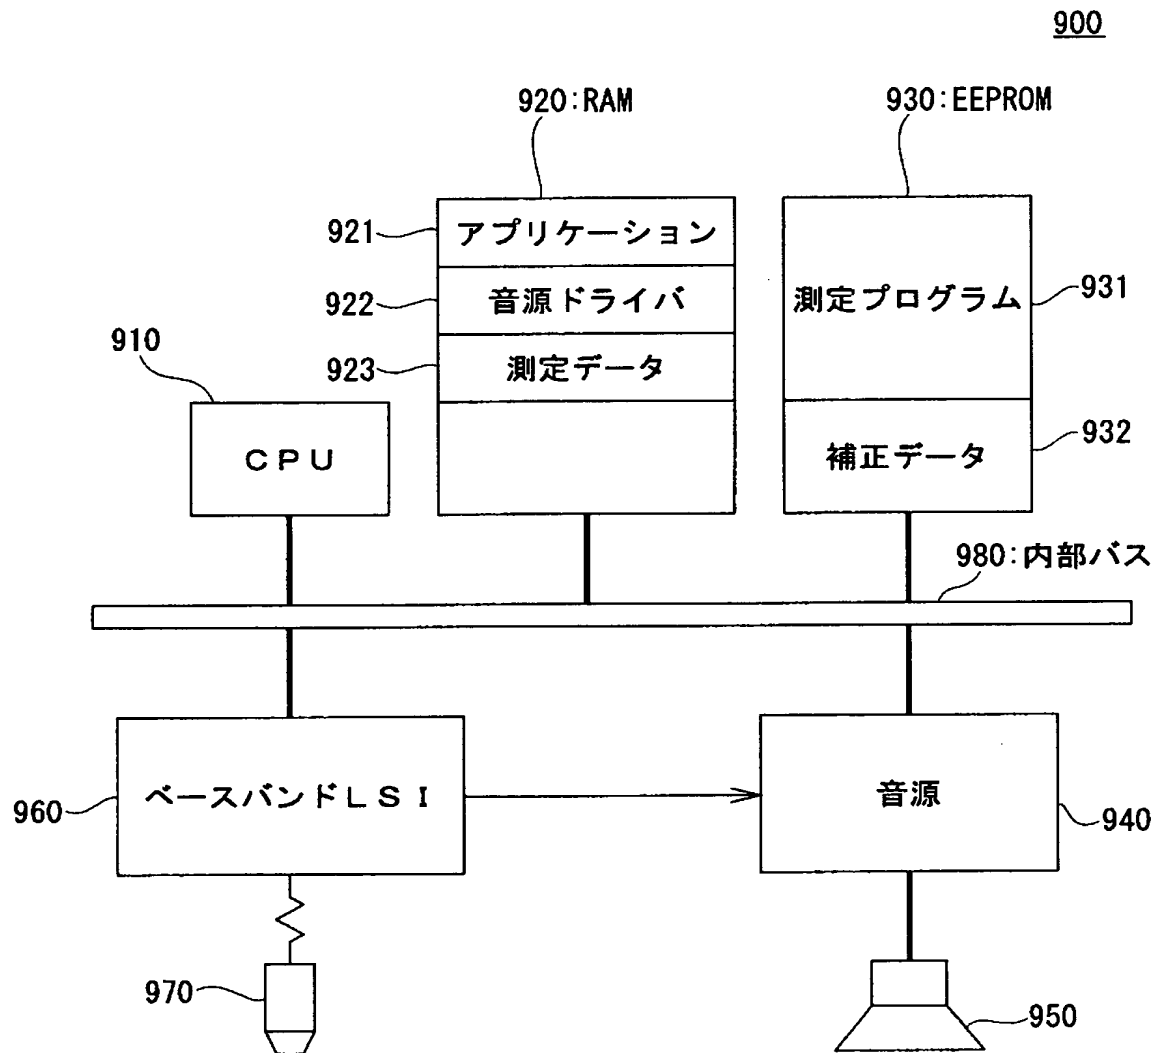 900
920:RAM
930:EEPROM
921
アプリケーション
922
音源ドライバ
測定プログラム
931
910
923
測定データ
CPU
補正データ
932
980:内部バス
960
ベースバンドLSI
音源
940
970
950